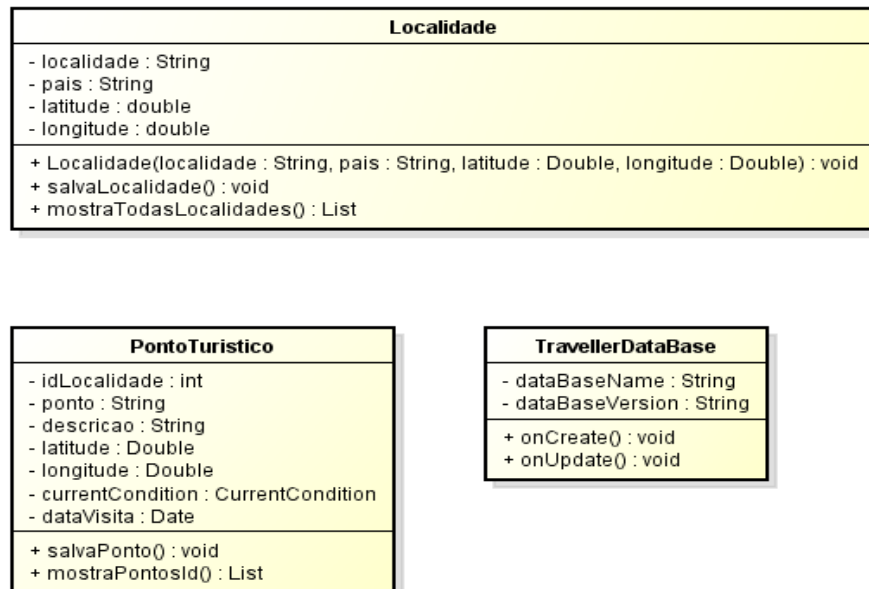 Localidade
- localidade : String
- pais : String
- latitude : double
- longitude : double
+ Localidade(localidade : String, pais : String, latitude : Double, longitude : Double) : void
+ salvaLocalidade() : void
+ mostraTodasLocalidades() : List
PontoTuristico
- idLocalidade : int
- ponto : String
- descricao : String
- latitude : Double
- longitude : Double
- currentCondition : CurrentCondition
- dataVisita : Date
+ salvaPonto() : void
+ mostraPontosId() : List
TravellerDataBase
- dataBaseName : String
- dataBaseVersion : String
+ onCreate() : void
+ onUpdate() : void